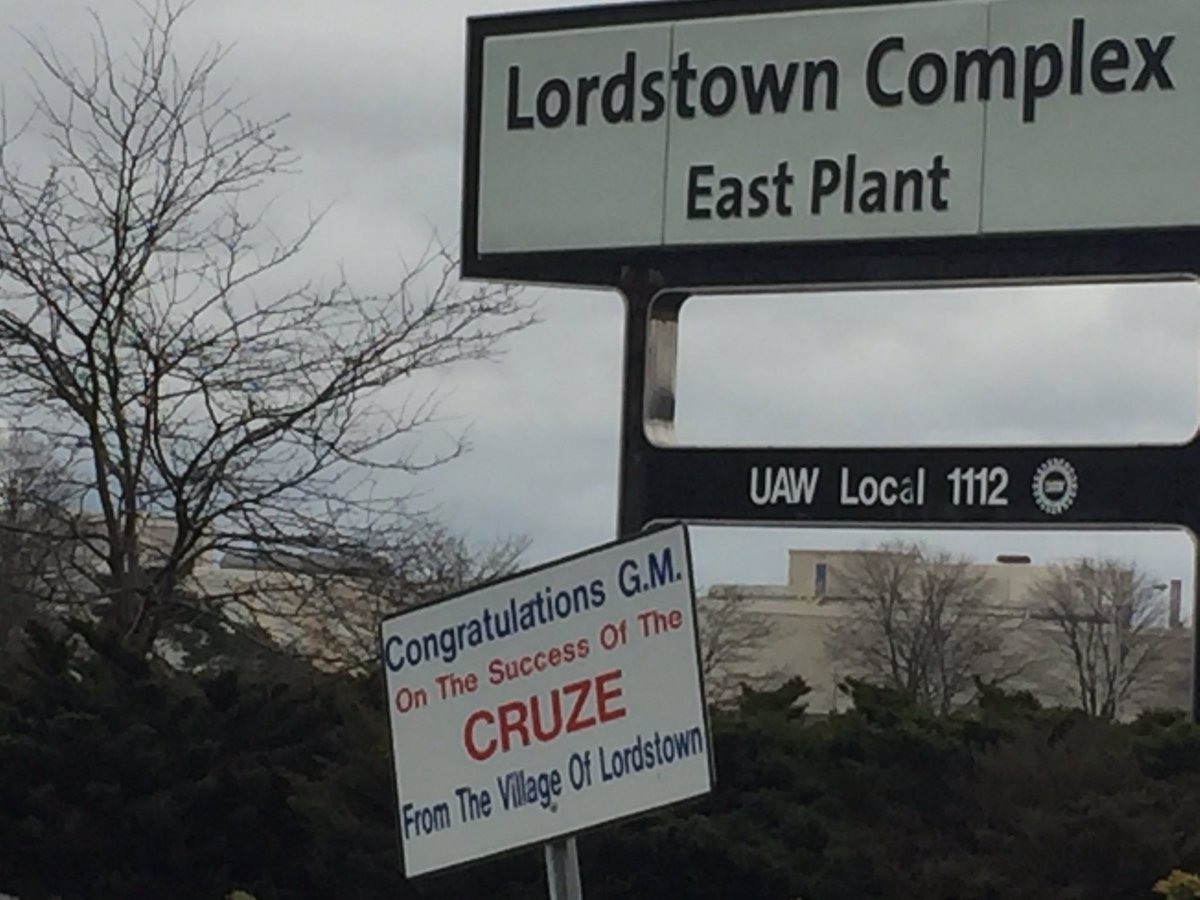 Lordstown Complex
East Plant
UAW Local 1112
Congratulations G.M.
On The Success Of The
CRUZE
From The Village Of Lordstown